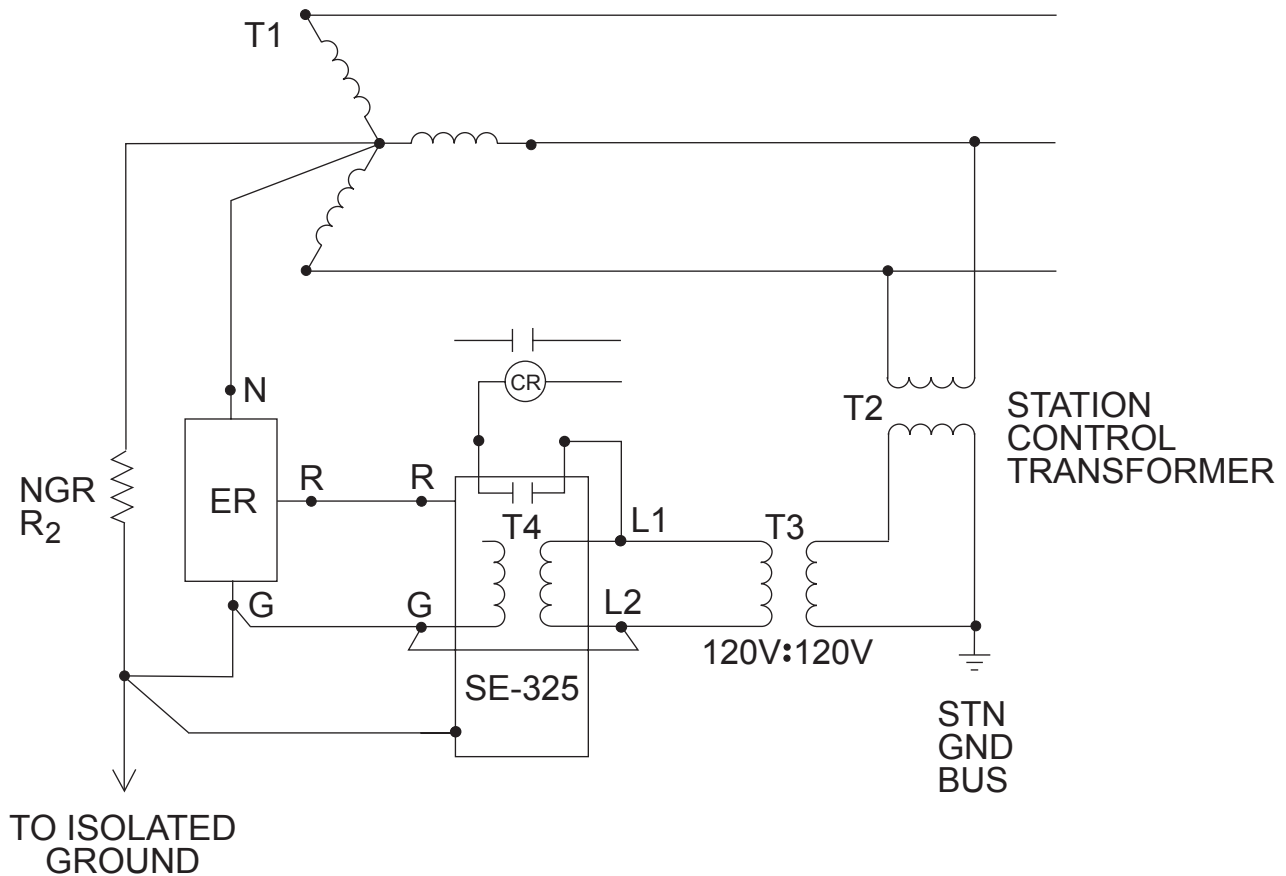 T1
N
CR
T2
STATION
CONTROL
TRANSFORMER
NGR
R2
ER
R
R
T4
L1
T3
G
G
L2
120V:120V
SE-325
STN
GND
BUS
TO ISOLATED
GROUND